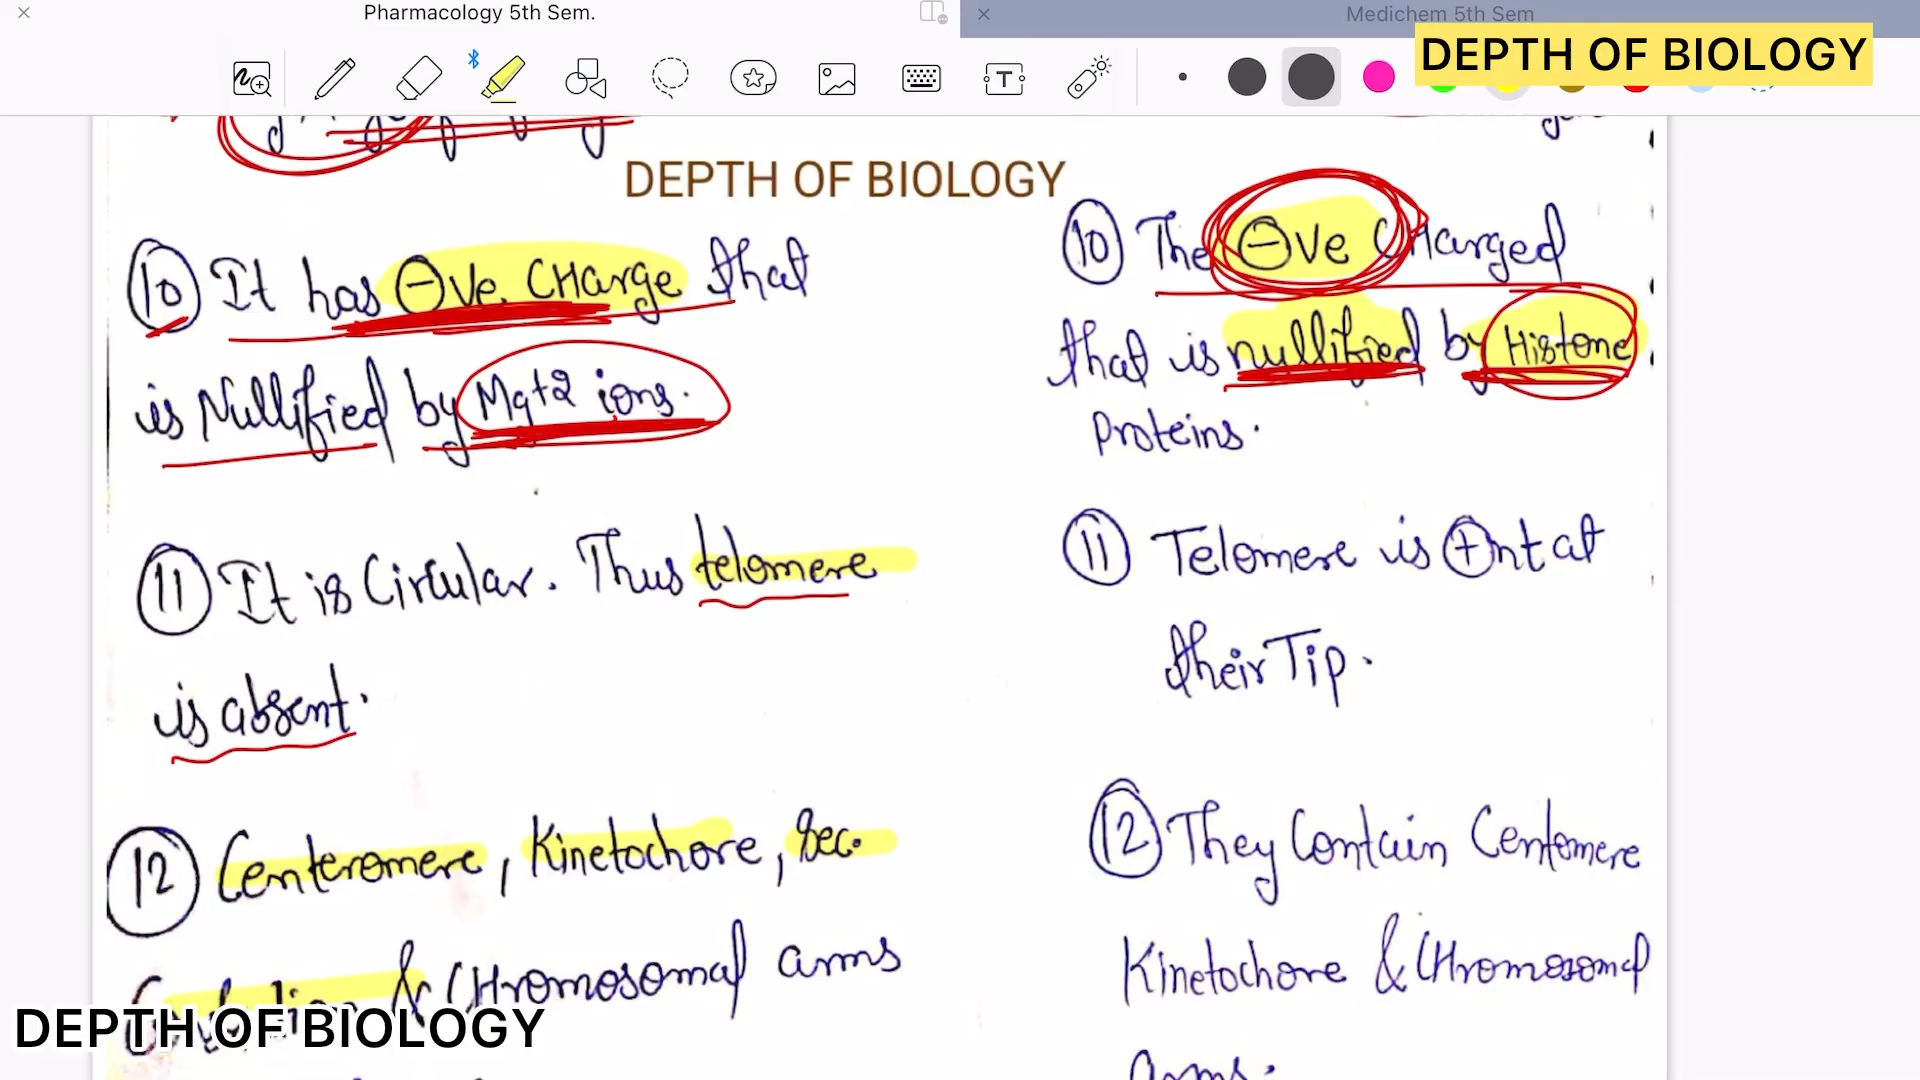 Pharmacology 5th Sem.
Medichem 5th Sem
DEPTH OF BIOLOGY
DEPTH OF BIOLOGY
10 It has ⊖ve. CHarge that
is Nullified by Mg+2 ions.
11 It is Circular. Thus telomere
is absent.
12 Centeromere, Kinetochore, Sec.
& CHromosomal arms
10 The ⊖ve CHarged
that is nullified by Histone
Proteins.
11 Telomere is ⊕nt at
their Tip.
12 They Contain Centomere
Kinetochore & CHromosomal
arms.
DEPTH OF BIOLOGY